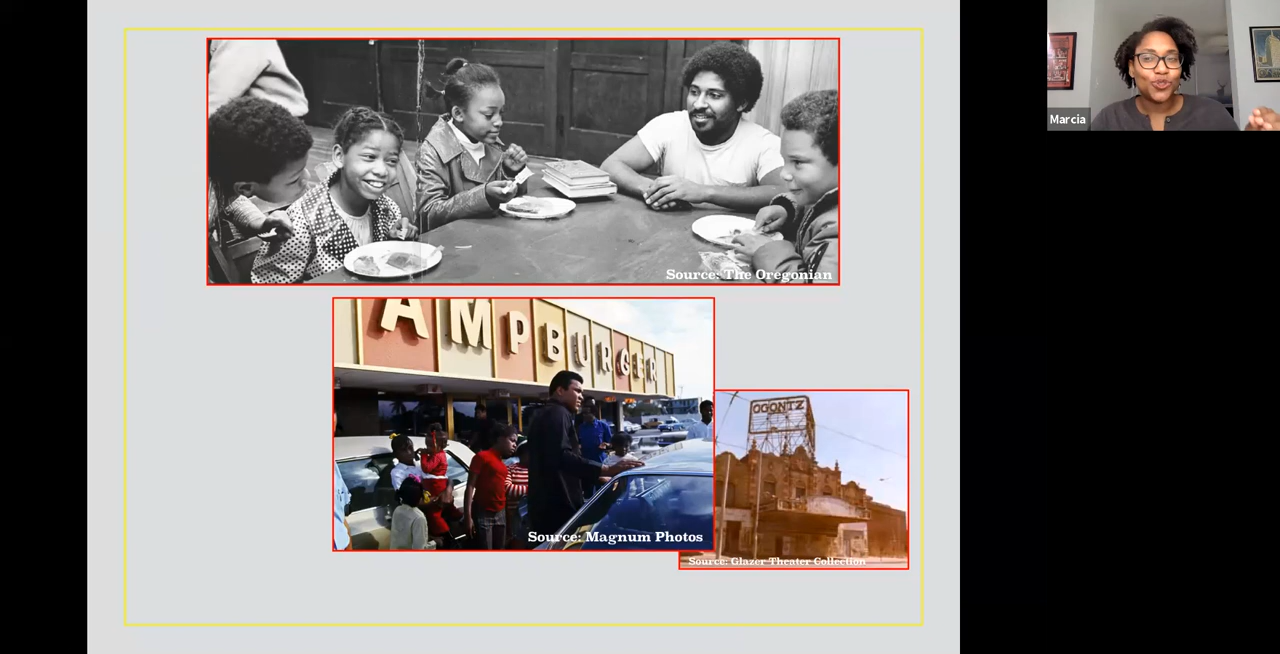 Marcia
Source: The Oregonian
AMPBURGER
OGONTZ
Source: Magnum Photos
Source: Glazer Theater Collection